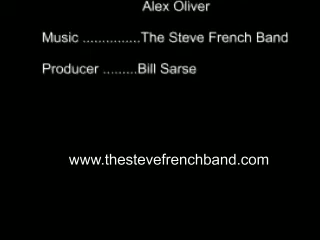 Alex Oliver
Music ...............The Steve French Band
Producer .........Bill Sarse
www.thestevefrenchband.com